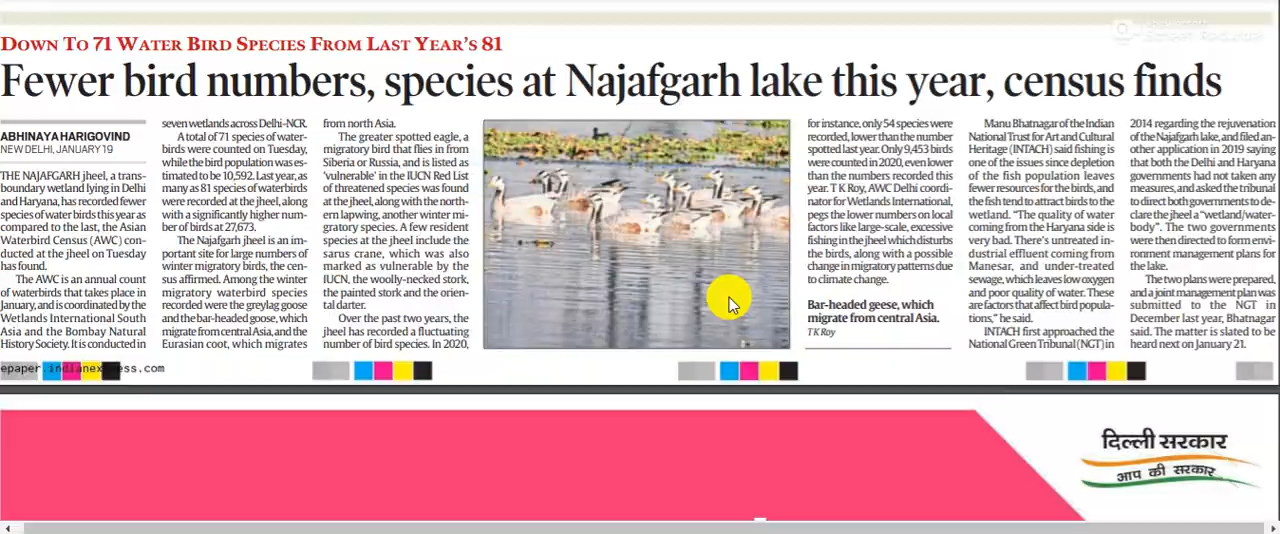 DOWN TO 71 WATER BIRD SPECIES FROM LAST YEAR'S 81
Fewer bird numbers, species at Najafgarh lake this year, census finds
ABHINAYA HARIGOVIND
NEW DELHI, JANUARY 19
THE NAJAFGARH jheel, a trans-
boundary wetland lying in Delhi
and Haryana, has recorded fewer
species of water birds this year as
compared to the last, the Asian
Waterbird Census (AWC) con-
ducted at the jheel on Tuesday
has found.
The AWC is an annual count
of waterbirds that takes place in
January, and is coordinated by the
Wetlands International South
Asia and the Bombay Natural
History Society. It is conducted in
seven wetlands across Delhi-NCR.
A total of 71 species of water-
birds were counted on Tuesday,
while the bird population was es-
timated to be 10,592. Last year, as
many as 81 species of waterbirds
were recorded at the jheel, along
with a significantly higher num-
ber of birds at 27,673.
The Najafgarh jheel is an im-
portant site for large numbers of
winter migratory birds, the cen-
sus affirmed. Among the winter
migratory waterbird species
recorded were the greylag goose
and the bar-headed goose, which
migrate from central Asia, and the
Eurasian coot, which migrates
from north Asia.
The greater spotted eagle, a
migratory bird that flies in from
Siberia or Russia, and is listed as
'vulnerable' in the IUCN Red List
of threatened species was found
at the jheel, along with the north-
ern lapwing, another winter mi-
gratory species. A few resident
species at the jheel include the
sarus crane, which was also
marked as vulnerable by the
IUCN, the woolly-necked stork,
the painted stork and the orien-
tal darter.
Over the past two years, the
jheel has recorded a fluctuating
number of bird species. In 2020,
for instance, only 54 species were
recorded, lower than the number
spotted last year. Only 9,453 birds
were counted in 2020, even lower
than the numbers recorded this
year. T K Roy, AWC Delhi coordi-
nator for Wetlands International,
pegs the lower numbers on local
factors like large-scale, excessive
fishing in the jheel which disturbs
the birds, along with a possible
change in migratory patterns due
to climate change.
Bar-headed geese, which
migrate from central Asia.
T K Roy
Manu Bhatnagar of the Indian
National Trust for Art and Cultural
Heritage (INTACH) said fishing is
one of the issues since depletion
of the fish population leaves
fewer resources for the birds, and
the fish tend to attract birds to the
wetland. "The quality of water
coming from the Haryana side is
very bad. There's untreated in-
dustrial effluent coming from
Manesar, and under-treated
sewage, which leaves low oxygen
and poor quality of water. These
are factors that affect bird popula-
tions," he said.
INTACH first approached the
National Green Tribunal (NGT) in
2014 regarding the rejuvenation
of the Najafgarh lake, and filed an-
other application in 2019 saying
that both the Delhi and Haryana
governments had not taken any
measures, and asked the tribunal
to direct both governments to de-
clare the jheel a "wetland/water-
body". The two governments
were then directed to form envi-
ronment management plans for
the lake.
The two plans were prepared,
and a joint management plan was
submitted to the NGT in
December last year, Bhatnagar
said. The matter is slated to be
heard next on January 21.
epaper.indianexpress.com
दिल्ली सरकार
आप की सरकार